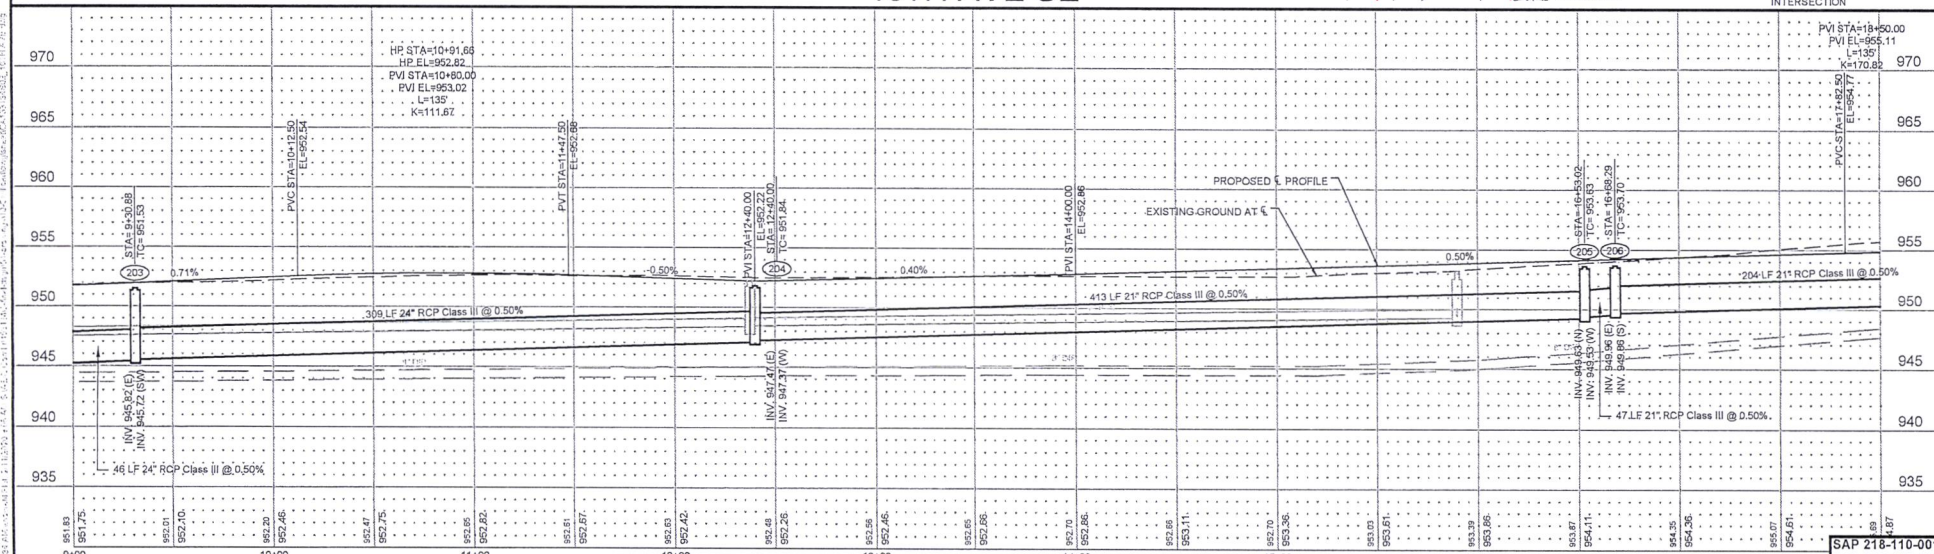 INTERSECTION
HP STA=10+91.66
HP EL=952.82
PVI STA=10+80.00
PVI EL=953.02
L=135'
K=111.67
PVI STA=18+50.00
PVI EL=955.11
L=135'
K=170.82
970
970
965
965
960
960
955
955
950
950
945
945
940
940
935
935
STA= 9+30.88
TC= 951.53
203
0.71%
PVC STA=10+12.50
EL=952.54
PVT STA=11+47.50
EL=952.68
-0.50%
PVI STA=12+40.00
EL=952.22
STA= 12+40.00
TC= 951.84
204
0.40%
PVI STA=14+00.00
EL=952.86
PROPOSED ℄ PROFILE
EXISTING GROUND AT ℄
0.50%
STA= 16+53.02
TC= 953.63
205
STA= 16+68.29
TC= 953.70
206
PVC STA=17+82.50
EL=954.77
309 LF 24" RCP Class III @ 0.50%
413 LF 21" RCP Class III @ 0.50%
204 LF 21" RCP Class III @ 0.50%
INV. 945.82 (E)
INV. 945.72 (SW)
INV. 947.47 (E)
INV. 947.37 (W)
INV. 949.63 (N)
INV. 949.53 (W)
INV. 949.96 (E)
INV. 949.86 (S)
46 LF 24" RCP Class III @ 0.50%
47 LF 21" RCP Class III @ 0.50%
951.83
951.75
952.01
952.10
952.20
952.46
952.47
952.75
952.65
952.82
952.61
952.67
952.63
952.42
952.48
952.26
952.56
952.46
952.65
952.66
952.70
952.86
952.66
953.11
952.70
953.36
953.03
953.61
953.39
953.86
953.87
954.11
954.35
954.36
955.07
954.61
SAP 218-110-00